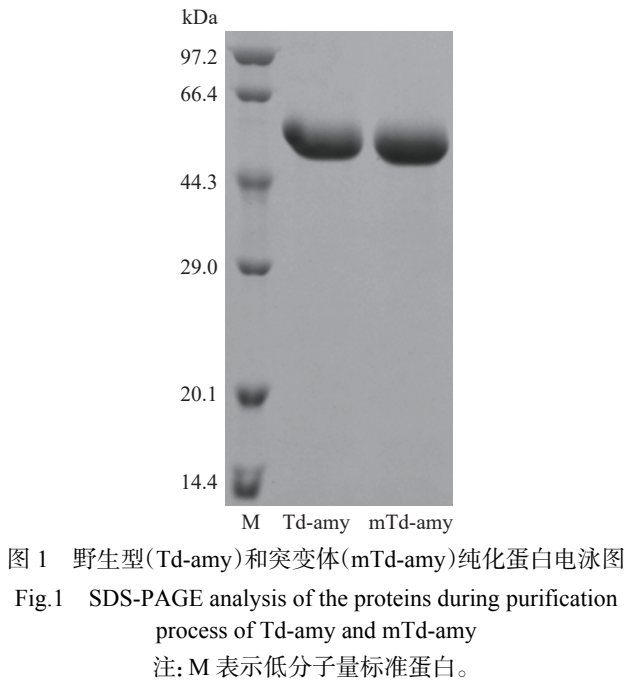 kDa
97.2
66.4
44.3
29.0
20.1
14.4
M Td-amy mTd-amy
图 1 野生型(Td-amy)和突变体(mTd-amy)纯化蛋白电泳图
Fig.1 SDS-PAGE analysis of the proteins during purification
process of Td-amy and mTd-amy
注: M 表示低分子量标准蛋白。